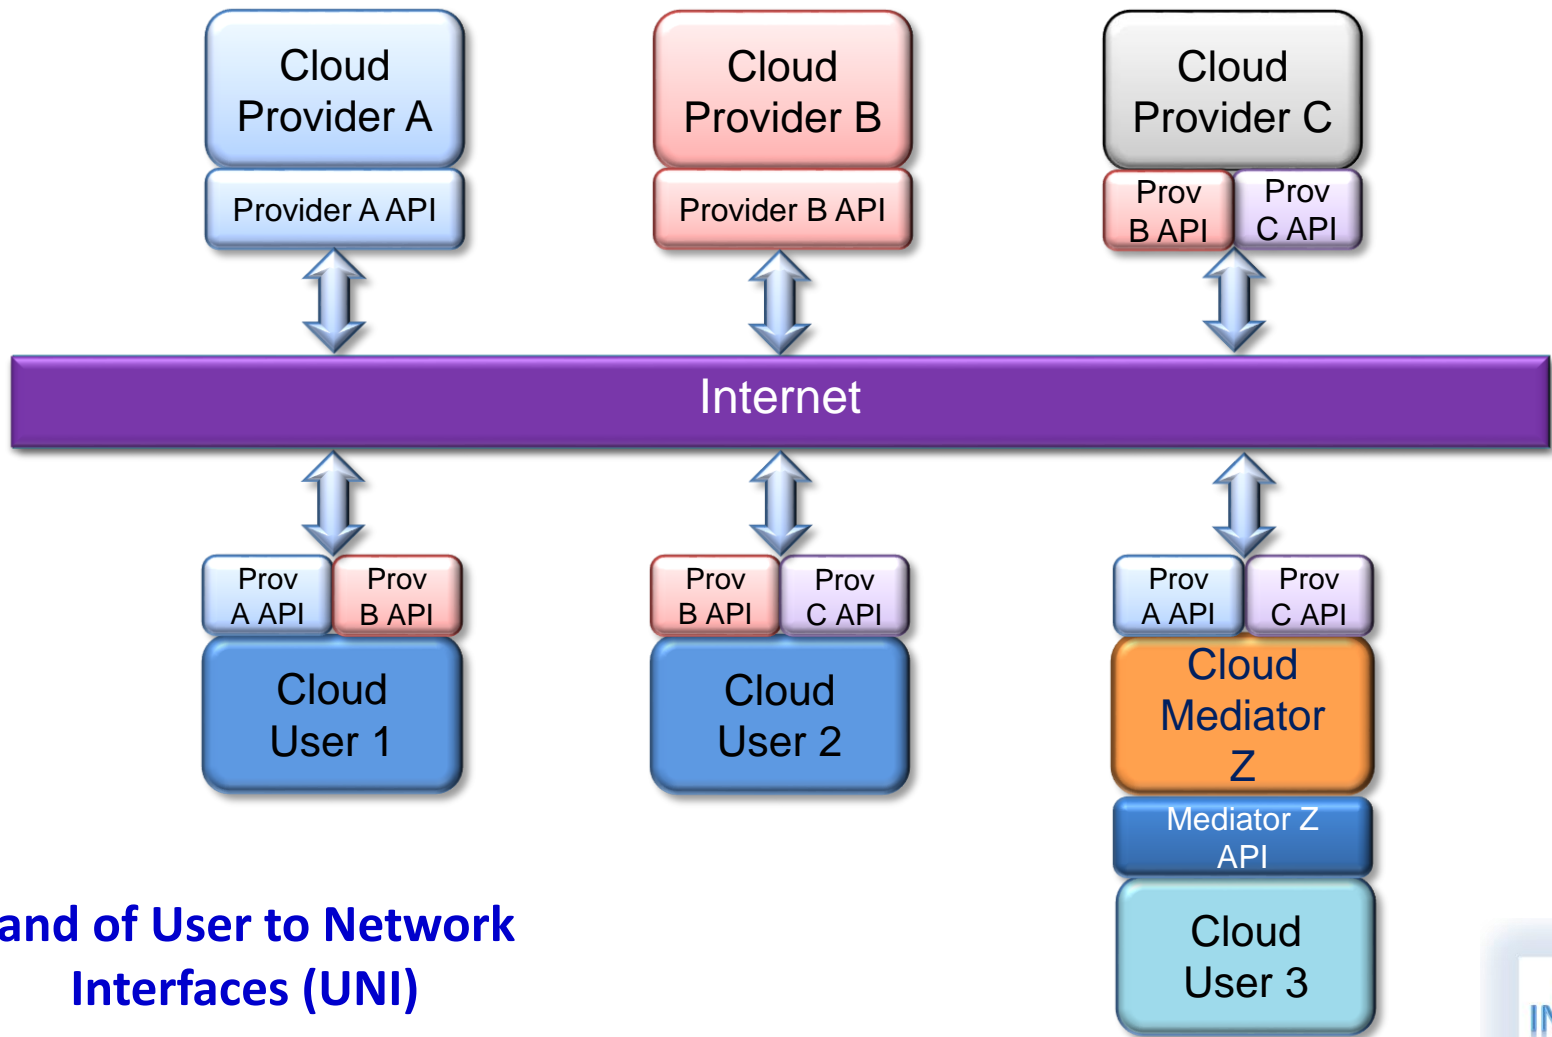 Cloud
Provider A
Cloud
Provider B
Cloud
Provider C
Provider A API
Provider B API
Prov
B API
Prov
C API
Internet
Prov
A API
Prov
B API
Prov
B API
Prov
C API
Prov
A API
Prov
C API
Cloud
User 1
Cloud
User 2
Cloud
Mediator
Z
Mediator Z
API
Cloud
User 3
and of User to Network
Interfaces (UNI)